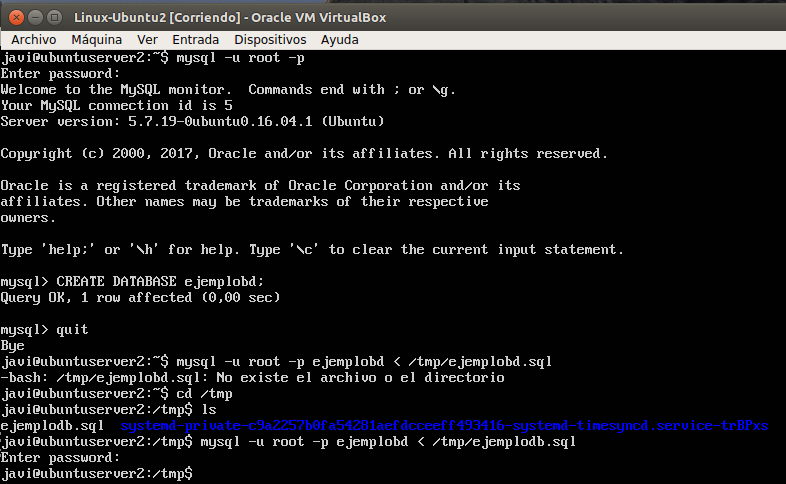 Linux-Ubuntu2 [Corriendo] - Oracle VM VirtualBox
Archivo Máquina Ver Entrada Dispositivos Ayuda
javi@ubuntuserver2:~$ mysql -u root -p
Enter password:
Welcome to the MySQL monitor.  Commands end with ; or \g.
Your MySQL connection id is 5
Server version: 5.7.19-0ubuntu0.16.04.1 (Ubuntu)
Copyright (c) 2000, 2017, Oracle and/or its affiliates. All rights reserved.
Oracle is a registered trademark of Oracle Corporation and/or its
affiliates. Other names may be trademarks of their respective
owners.
Type 'help;' or '\h' for help. Type '\c' to clear the current input statement.
mysql> CREATE DATABASE ejemplobd;
Query OK, 1 row affected (0,00 sec)
mysql> quit
Bye
javi@ubuntuserver2:~$ mysql -u root -p ejemplobd < /tmp/ejemplobd.sql
-bash: /tmp/ejemplobd.sql: No existe el archivo o el directorio
javi@ubuntuserver2:~$ cd /tmp
javi@ubuntuserver2:/tmp$ ls
ejemplodb.sql  systemd-private-c9a2257b0fa54281aefdcceeff493416-systemd-timesyncd.service-trBPxs
javi@ubuntuserver2:/tmp$ mysql -u root -p ejemplobd < /tmp/ejemplodb.sql
Enter password:
javi@ubuntuserver2:/tmp$